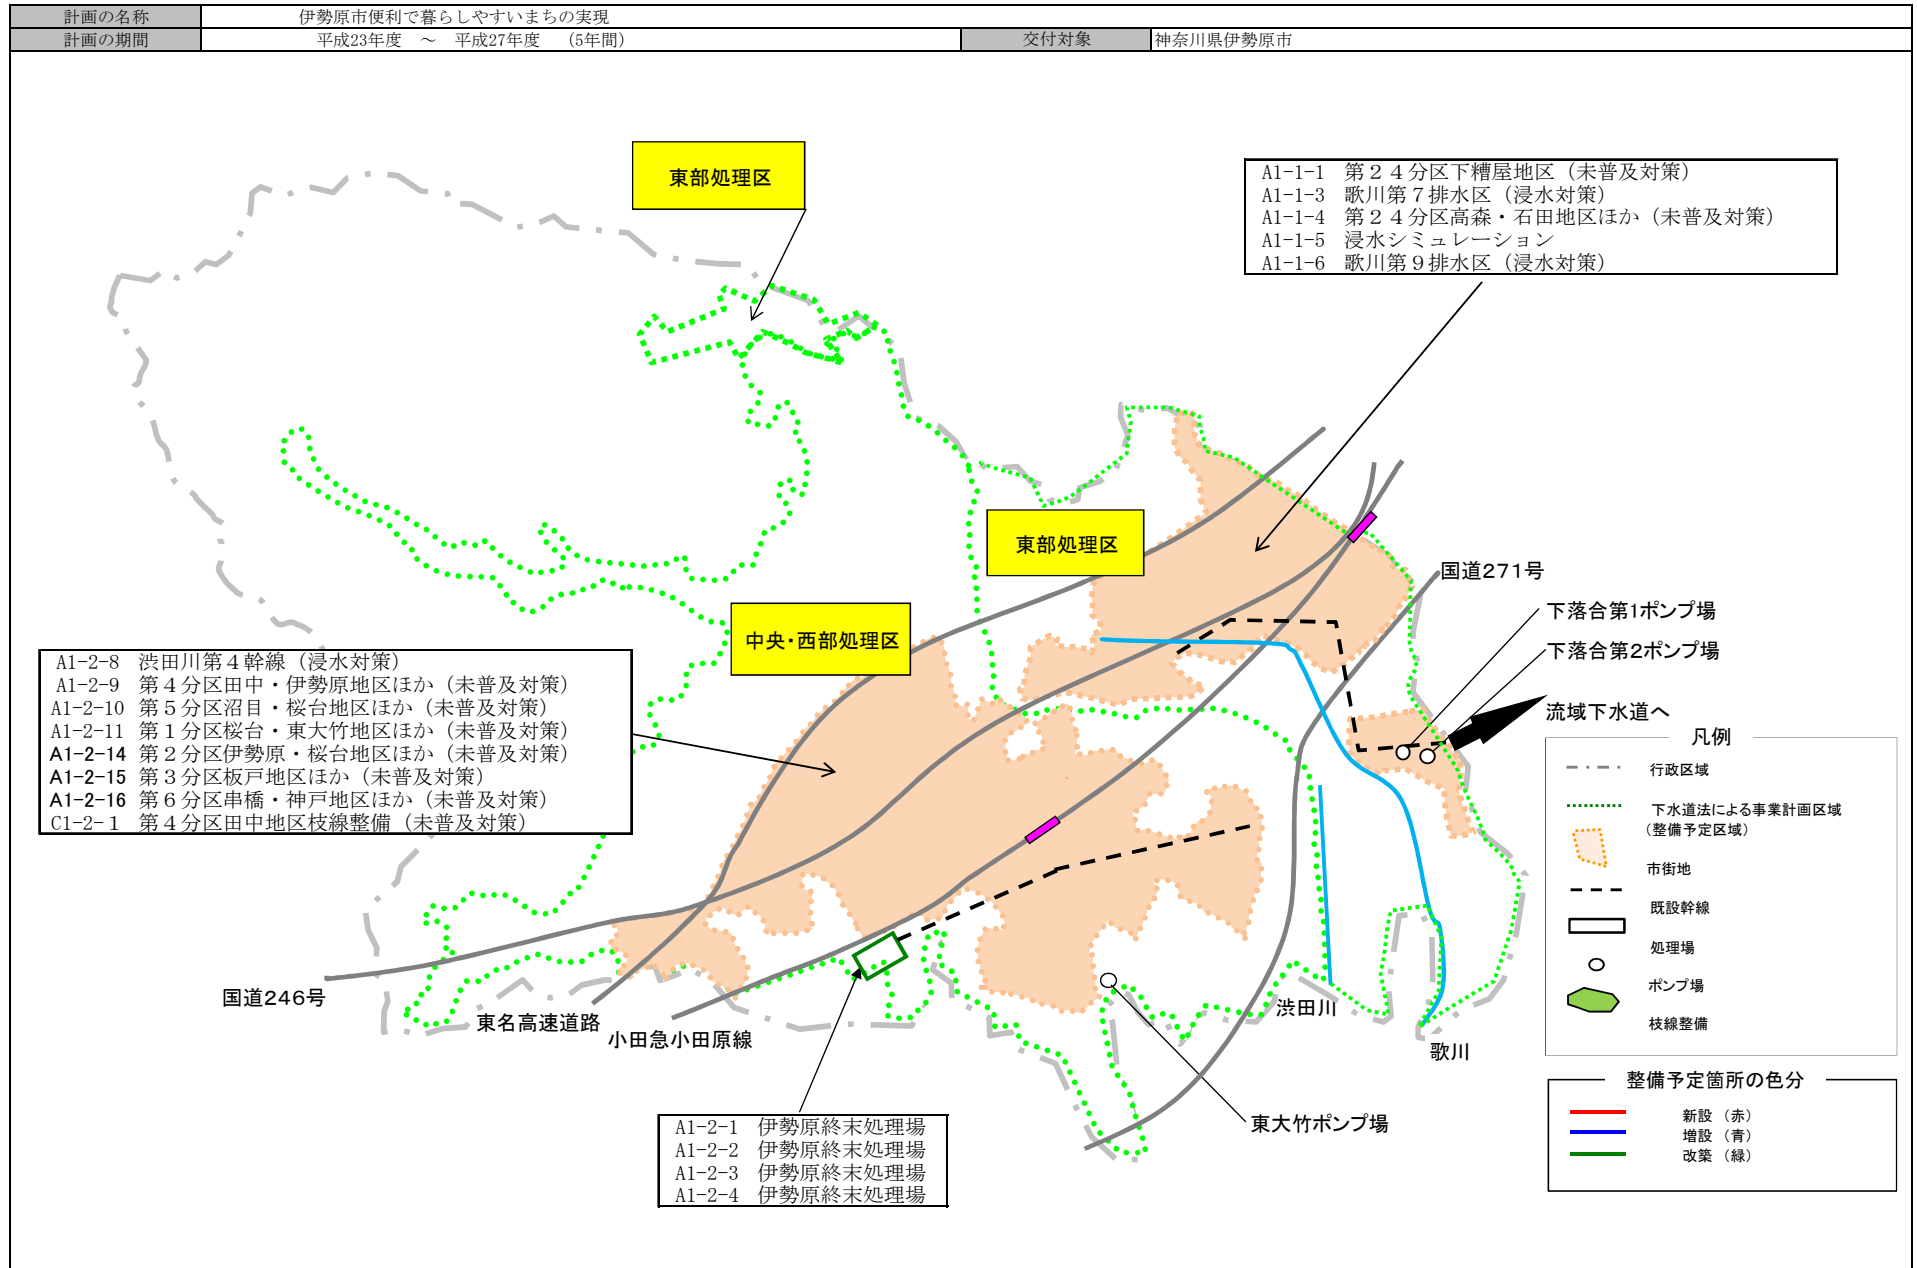 計画の名称 伊勢原市便利で暮らしやすいまちの実現
計画の期間 平成23年度 ～ 平成27年度 (5年間) 交付対象 神奈川県伊勢原市
東部処理区
A1-1-1 第２４分区下糟屋地区（未普及対策）
A1-1-3 歌川第７排水区（浸水対策）
A1-1-4 第２４分区高森・石田地区ほか（未普及対策）
A1-1-5 浸水シミュレーション
A1-1-6 歌川第９排水区（浸水対策）
東部処理区
国道271号
下落合第1ポンプ場
中央・西部処理区
下落合第2ポンプ場
A1-2-8 渋田川第４幹線（浸水対策）
A1-2-9 第４分区田中・伊勢原地区ほか（未普及対策）
A1-2-10 第５分区沼目・桜台地区ほか（未普及対策）
A1-2-11 第１分区桜台・東大竹地区ほか（未普及対策）
A1-2-14 第２分区伊勢原・桜台地区ほか（未普及対策）
A1-2-15 第３分区板戸地区ほか（未普及対策）
A1-2-16 第６分区串橋・神戸地区ほか（未普及対策）
C1-2-1 第４分区田中地区枝線整備（未普及対策）
流域下水道へ
凡例
行政区域
下水道法による事業計画区域
（整備予定区域）
市街地
既設幹線
処理場
ポンプ場
枝線整備
国道246号
東名高速道路
小田急小田原線
渋田川
歌川
整備予定箇所の色分
新設 （赤）
増設 （青）
改築 （緑）
東大竹ポンプ場
A1-2-1 伊勢原終末処理場
A1-2-2 伊勢原終末処理場
A1-2-3 伊勢原終末処理場
A1-2-4 伊勢原終末処理場